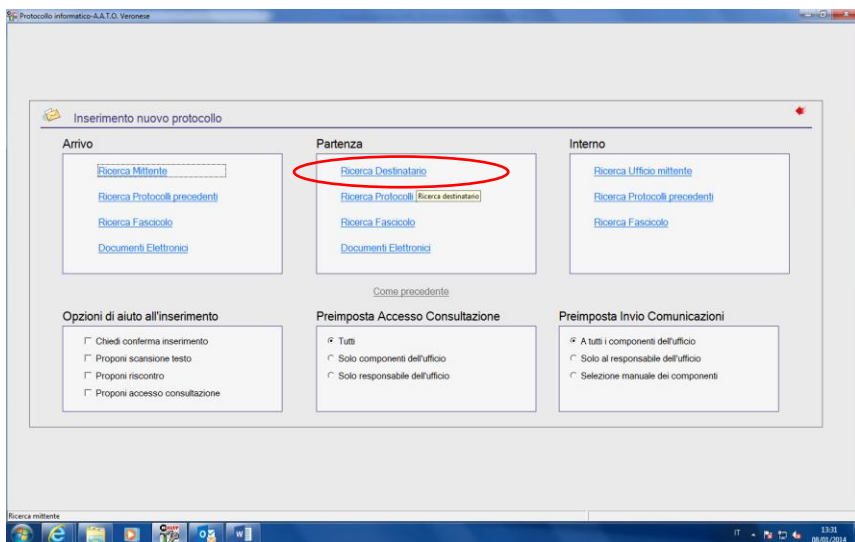 Protocollo informatico-A.A.T.O. Veronese
Inserimento nuovo protocollo
Arrivo
Ricerca Mittente
Ricerca Protocolli precedenti
Ricerca Fascicolo
Documenti Elettronici
Partenza
Ricerca Destinatario
Ricerca Protocolli
Ricerca destinatario
Ricerca Fascicolo
Documenti Elettronici
Interno
Ricerca Ufficio mittente
Ricerca Protocolli precedenti
Ricerca Fascicolo
Come precedente
Opzioni di aiuto all'inserimento
Chiedi conferma inserimento
Proponi scansione testo
Proponi riscontro
Proponi accesso consultazione
Preimposta Accesso Consultazione
Tutti
Solo componenti dell'ufficio
Solo responsabile dell'ufficio
Preimposta Invio Comunicazioni
A tutti i componenti dell'ufficio
Solo al responsabile dell'ufficio
Selezione manuale dei componenti
Ricerca mittente
IT
13:31
08/01/2014